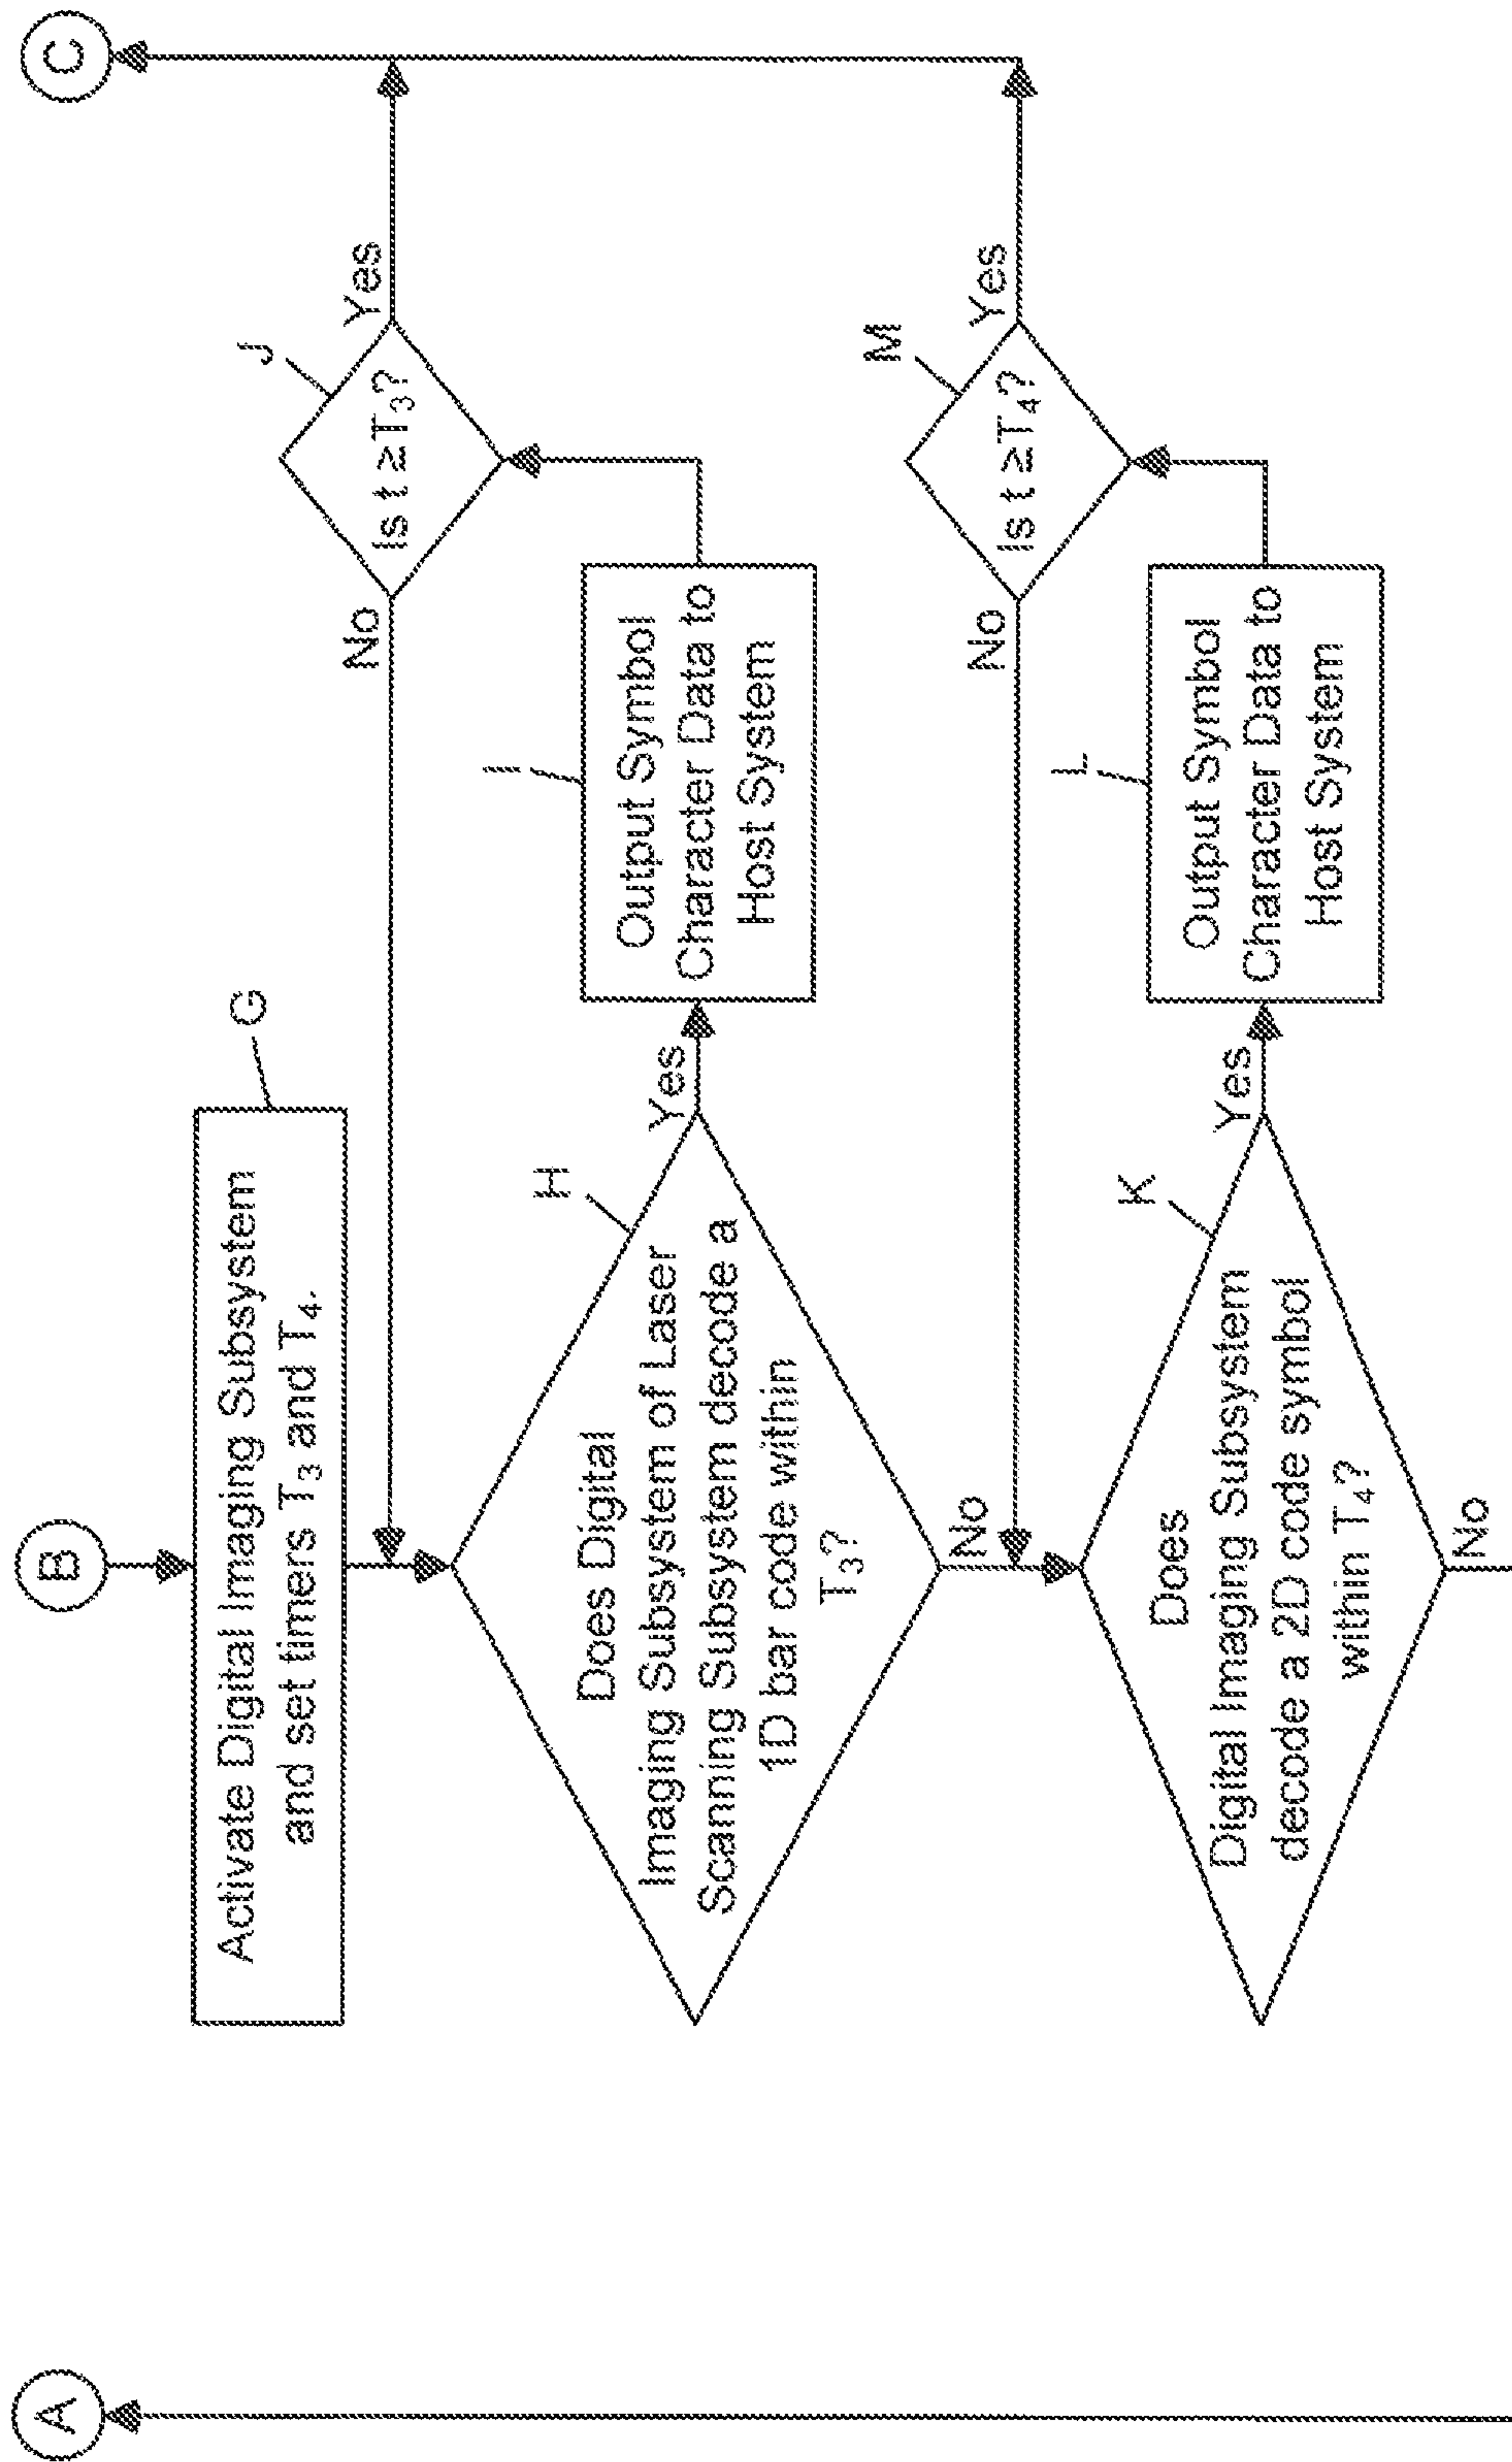 A
B
C
Activate Digital Imaging Subsystem
and set timers T₃ and T₄.
G
No
Is t ≥T₃?
Yes
J
Does Digital
Imaging Subsystem of Laser
Scanning Subsystem decode a
1D bar code within
T₃?
H
Yes
Output Symbol
Character Data to
Host System
I
No
No
Is t ≥T₄?
Yes
M
Does
Digital Imaging Subsystem
decode a 2D code symbol
within T₄?
K
Yes
Output Symbol
Character Data to
Host System
L
No